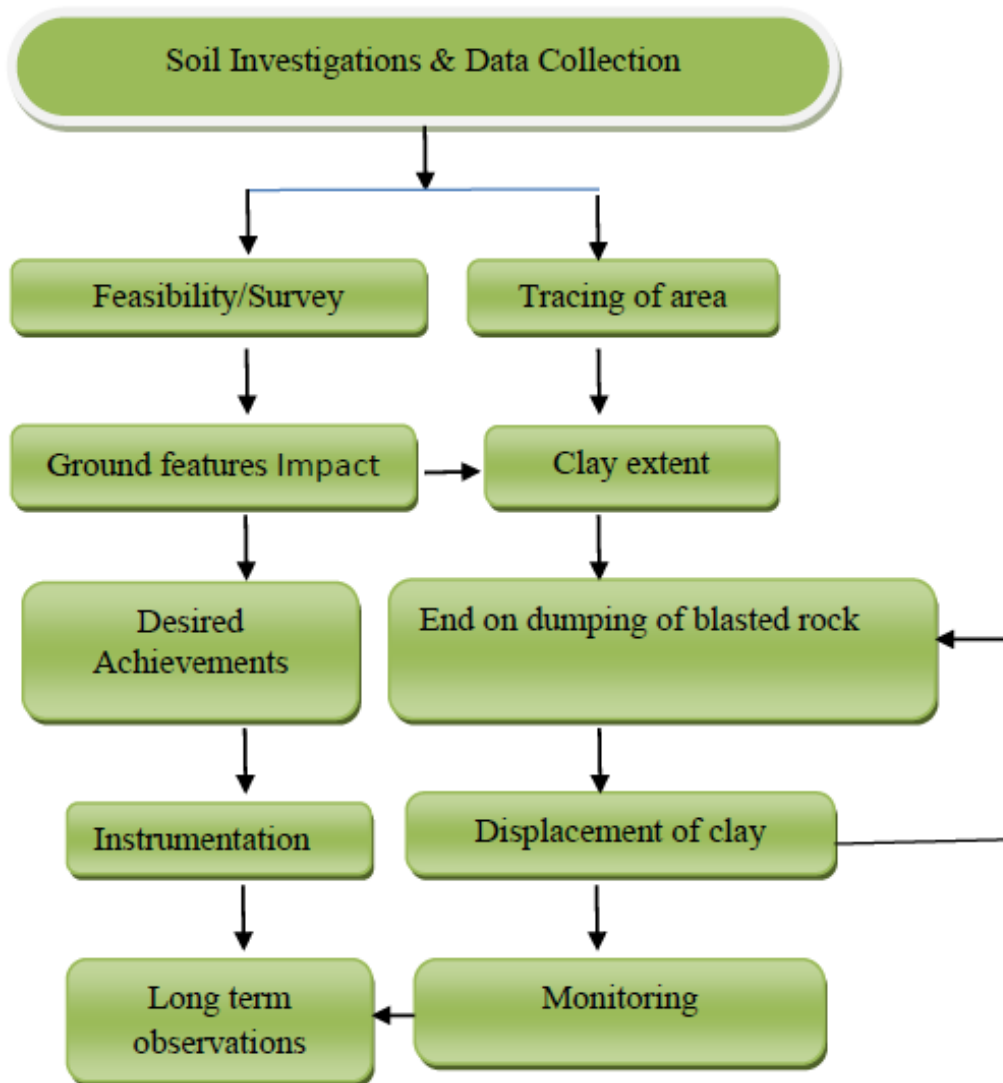 Soil Investigations & Data Collection
Feasibility/Survey
Tracing of area
Ground features Impact
Clay extent
Desired
Achievements
End on dumping of blasted rock
Instrumentation
Displacement of clay
Long term
observations
Monitoring